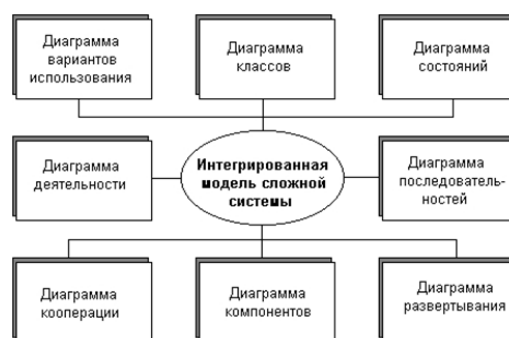 Диаграмма
вариантов
использования
Диаграмма
классов
Диаграмма
состояний
Диаграмма
деятельности
Интегрированная
модель сложной
системы
Диаграмма
последователь-
ностей
Диаграмма
кооперации
Диаграмма
компонентов
Диаграмма
развертывания